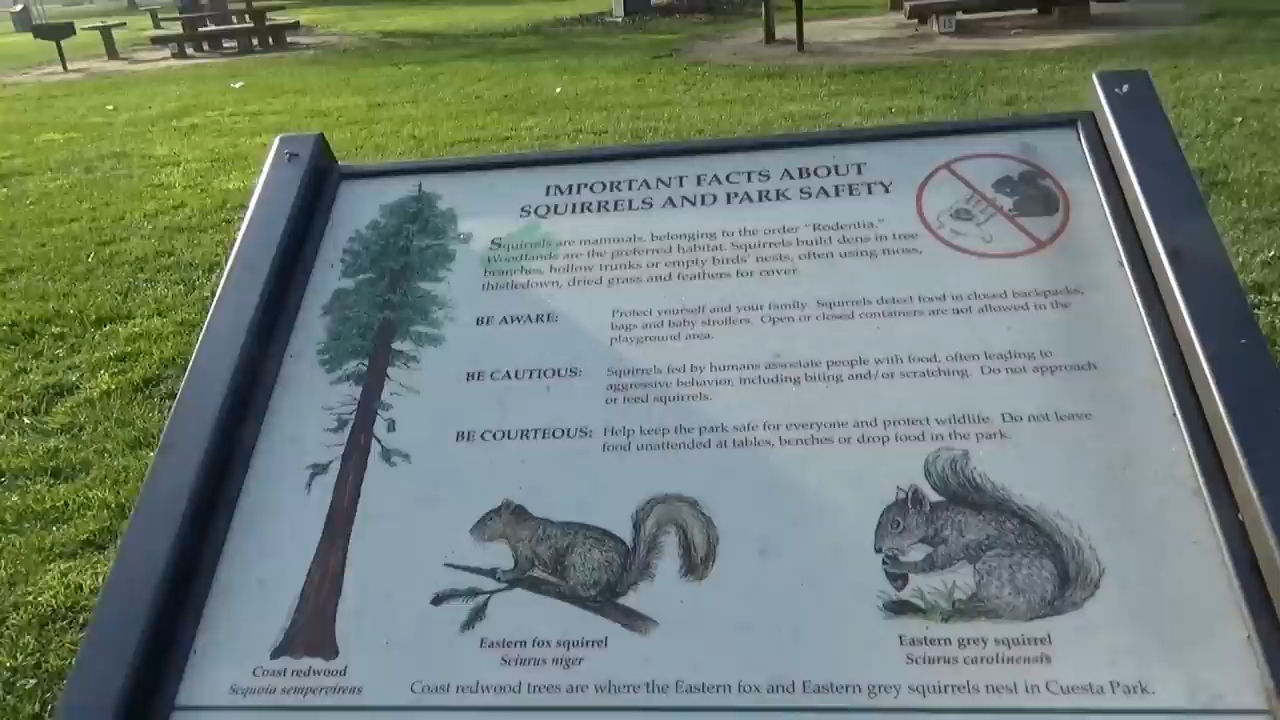 IMPORTANT FACTS ABOUT
SQUIRRELS AND PARK SAFETY
Squirrels are mammals, belonging to the order "Rodentia."
Woodlands are the preferred habitat. Squirrels build dens in tree
branches, hollow trunks or empty birds' nests, often using moss,
thistledown, dried grass and feathers for cover.
BE AWARE: Protect yourself and your family. Squirrels detect food in closed backpacks,
bags and baby strollers. Open or closed containers are not allowed in the
playground area.
BE CAUTIOUS: Squirrels fed by humans associate people with food, often leading to
aggressive behavior, including biting and/or scratching. Do not approach
or feed squirrels.
BE COURTEOUS: Help keep the park safe for everyone and protect wildlife. Do not leave
food unattended at tables, benches or drop food in the park.
Eastern fox squirrel
Sciurus niger
Eastern grey squirrel
Sciurus carolinensis
Coast redwood
Sequoia sempervirens
Coast redwood trees are where the Eastern fox and Eastern grey squirrels nest in Cuesta Park.